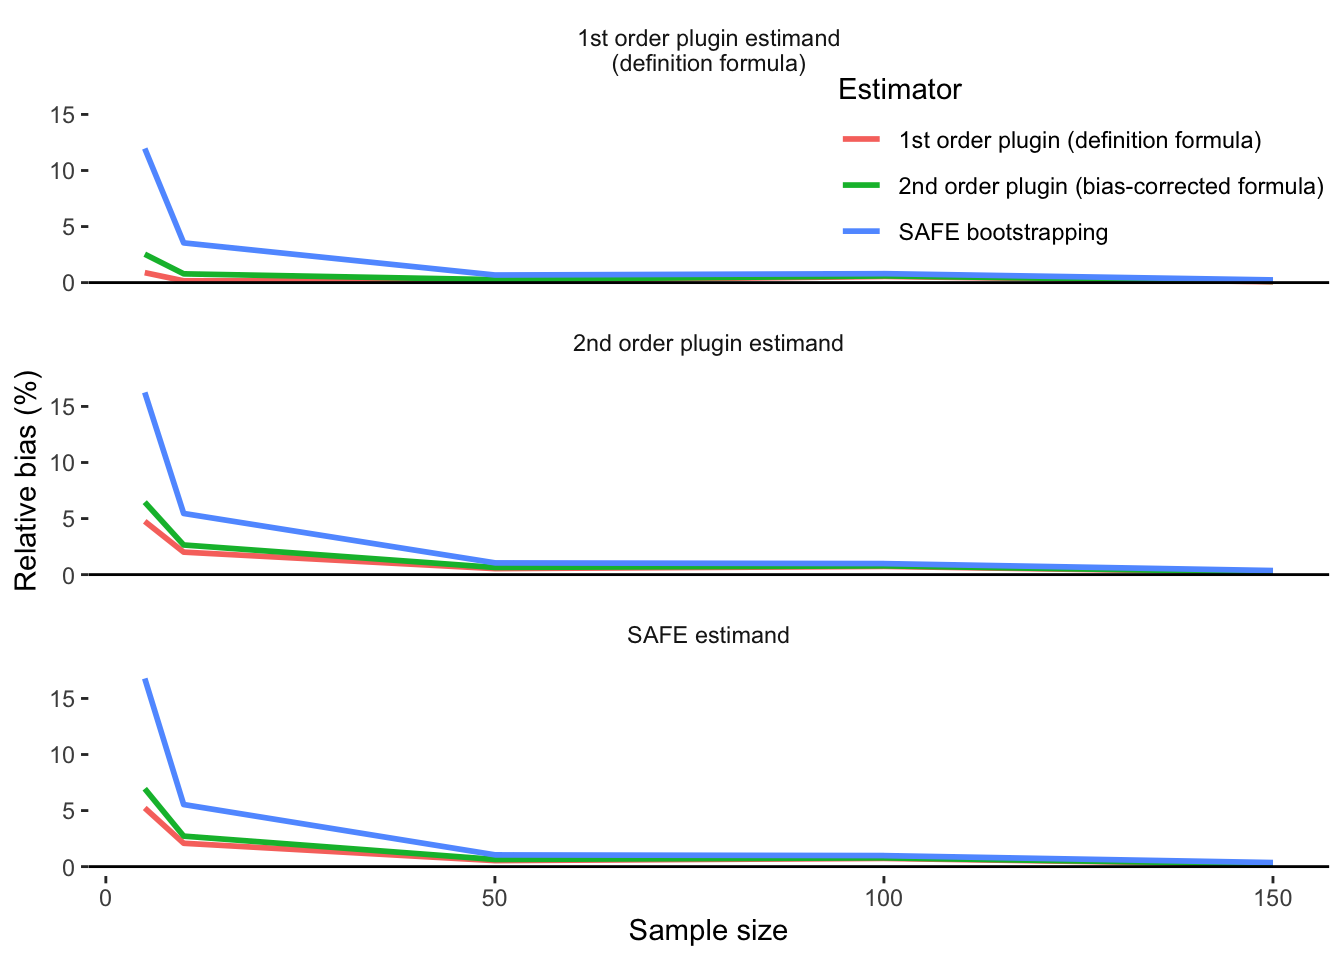 1st order plugin estimand
(definition formula)
Estimator
1st order plugin (definition formula)
2nd order plugin (bias-corrected formula)
SAFE bootstrapping
15
10
5
0
2nd order plugin estimand
Relative bias (%)
15
10
5
0
SAFE estimand
15
10
5
0
0 50 100 150
Sample size